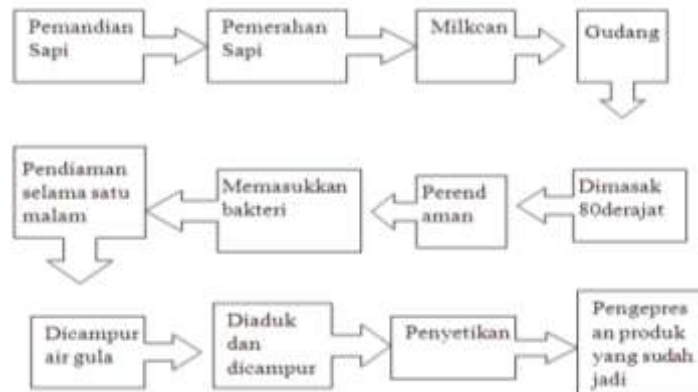 Pemandian
Sapi
Pemerahan
Sapi
Milkcan
Gudang
Dimasak
80derajat
Perend
aman
Memasukkan
bakteri
Pendiaman
selama satu
malam
Dicampur
air gula
Diaduk
dan
dicampur
Penyetikan
Pengepres
an produk
yang sudah
jadi